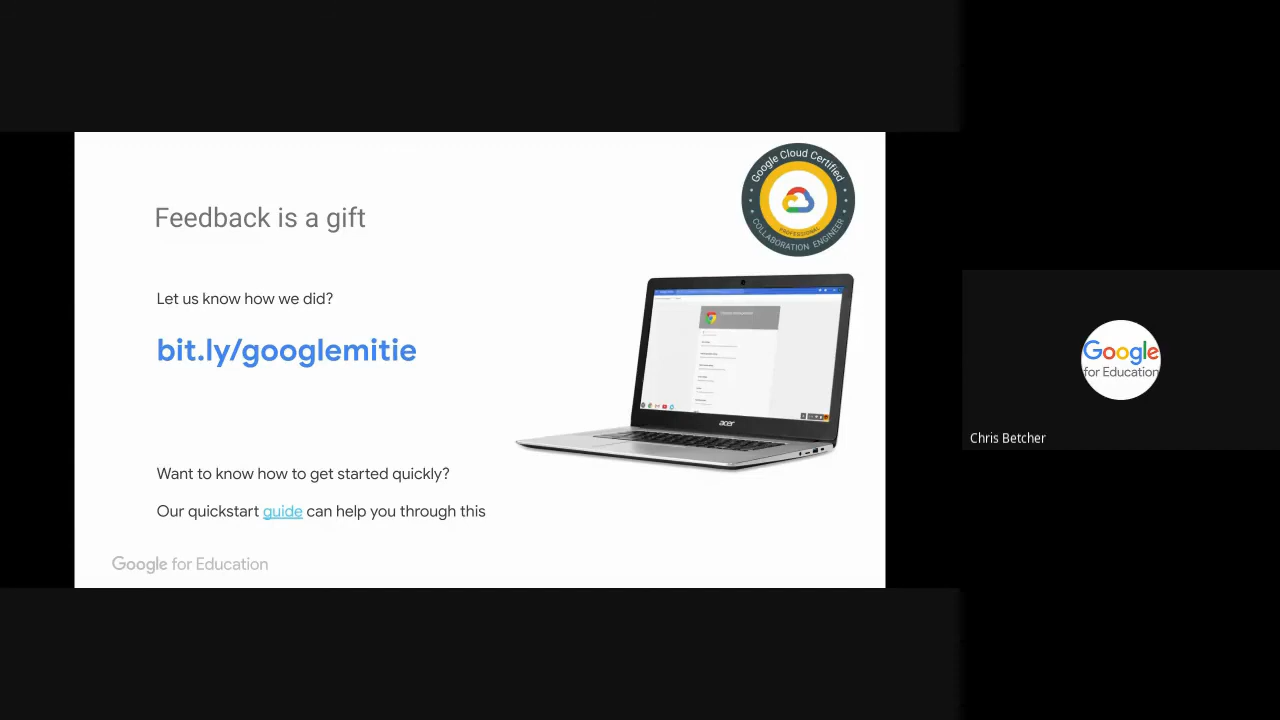 Google Cloud Certified
PROFESSIONAL
COLLABORATION ENGINEER
Feedback is a gift
Let us know how we did?
bit.ly/googlemitie
acer
Want to know how to get started quickly?
Our quickstart guide can help you through this
Google for Education
Google
for Education
Chris Betcher